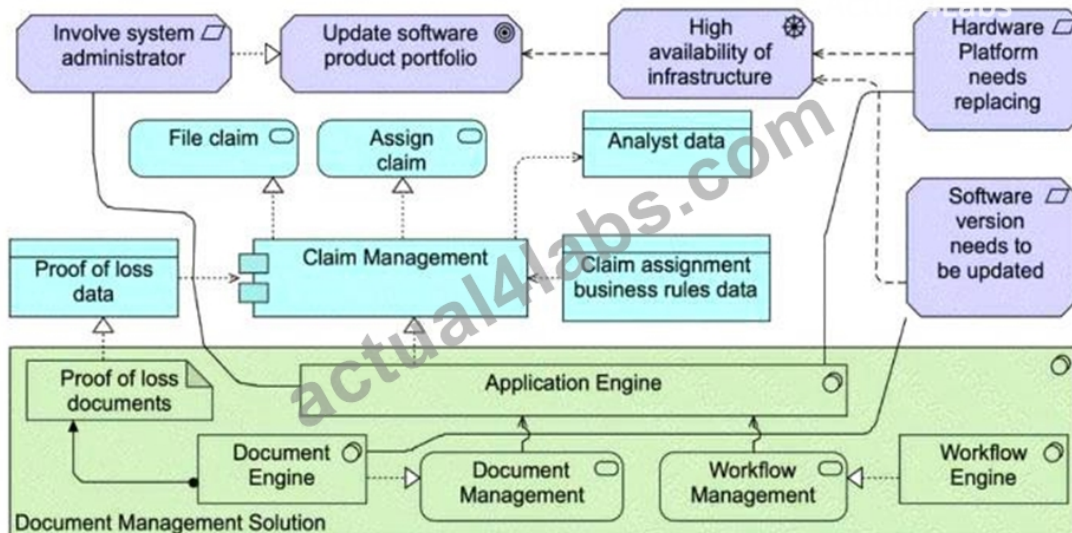 4Labs
Involve system
administrator
Update software
product portfolio
High
availability of
infrastructure
Hardware
Platform
needs
replacing
File claim
Assign
claim
Analyst data
Software
version
needs to
be updated
Proof of loss
data
Claim Management
Claim assignment
business rules data
Proof of loss
documents
Application Engine
Document
Engine
Document
Management
Workflow
Management
Workflow
Engine
Document Management Solution
actual4labs.com